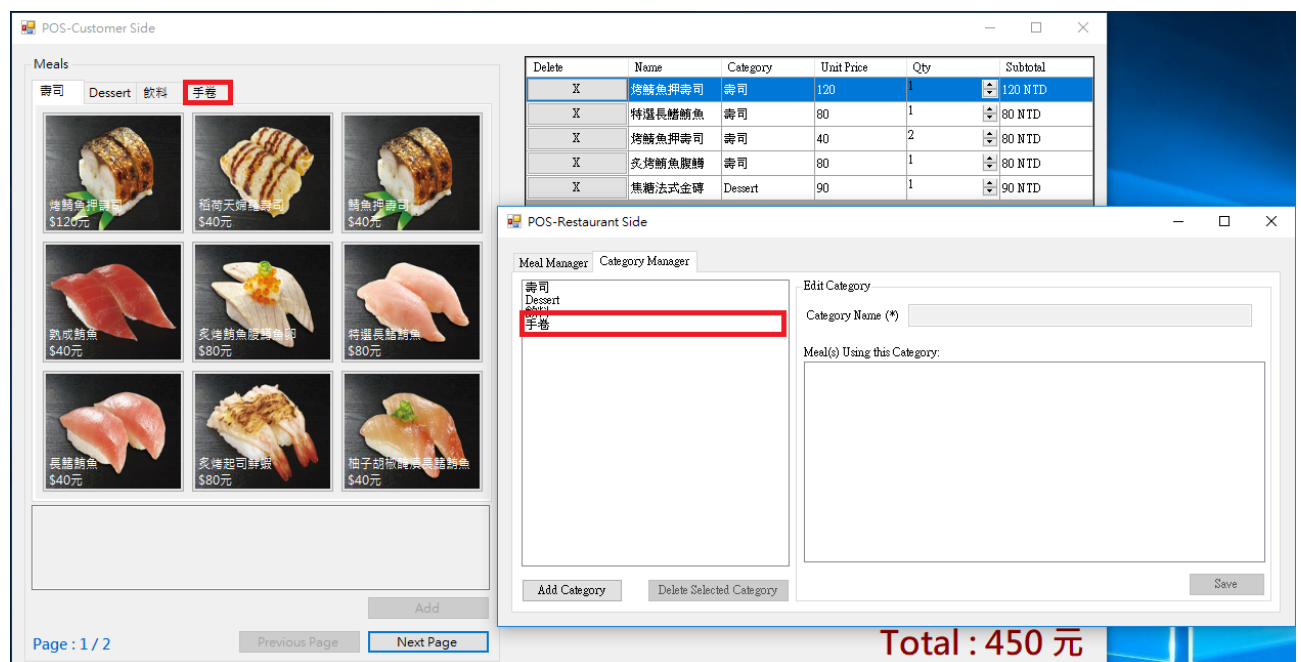 POS-Customer Side
Meals
壽司 Dessert 飲料 手卷
烤鯖魚押壽司
$120元
稻荷天婦羅壽司
$40元
鯖魚押壽司
$40元
熟成鮪魚
$40元
炙烤鮪魚腹鱒魚卵
$80元
特選長鰭鮪魚
$80元
長鰭鮪魚
$40元
炙烤起司鮮蝦
$80元
柚子胡椒醃漬長鰭鮪魚
$40元
Add
Page : 1 / 2
Previous Page
Next Page
Delete Name Category Unit Price Qty Subtotal
X 烤鯖魚押壽司 壽司 120 1 120 NTD
X 特選長鰭鮪魚 壽司 80 1 80 NTD
X 烤鯖魚押壽司 壽司 40 2 80 NTD
X 炙烤鮪魚腹鱒 壽司 80 1 80 NTD
X 焦糖法式金磚 Dessert 90 1 90 NTD
POS-Restaurant Side
Meal Manager Category Manager
壽司
Dessert
飲料
手卷
Add Category
Delete Selected Category
Edit Category
Category Name (*)
Meal(s) Using this Category:
Save
Total : 450 元